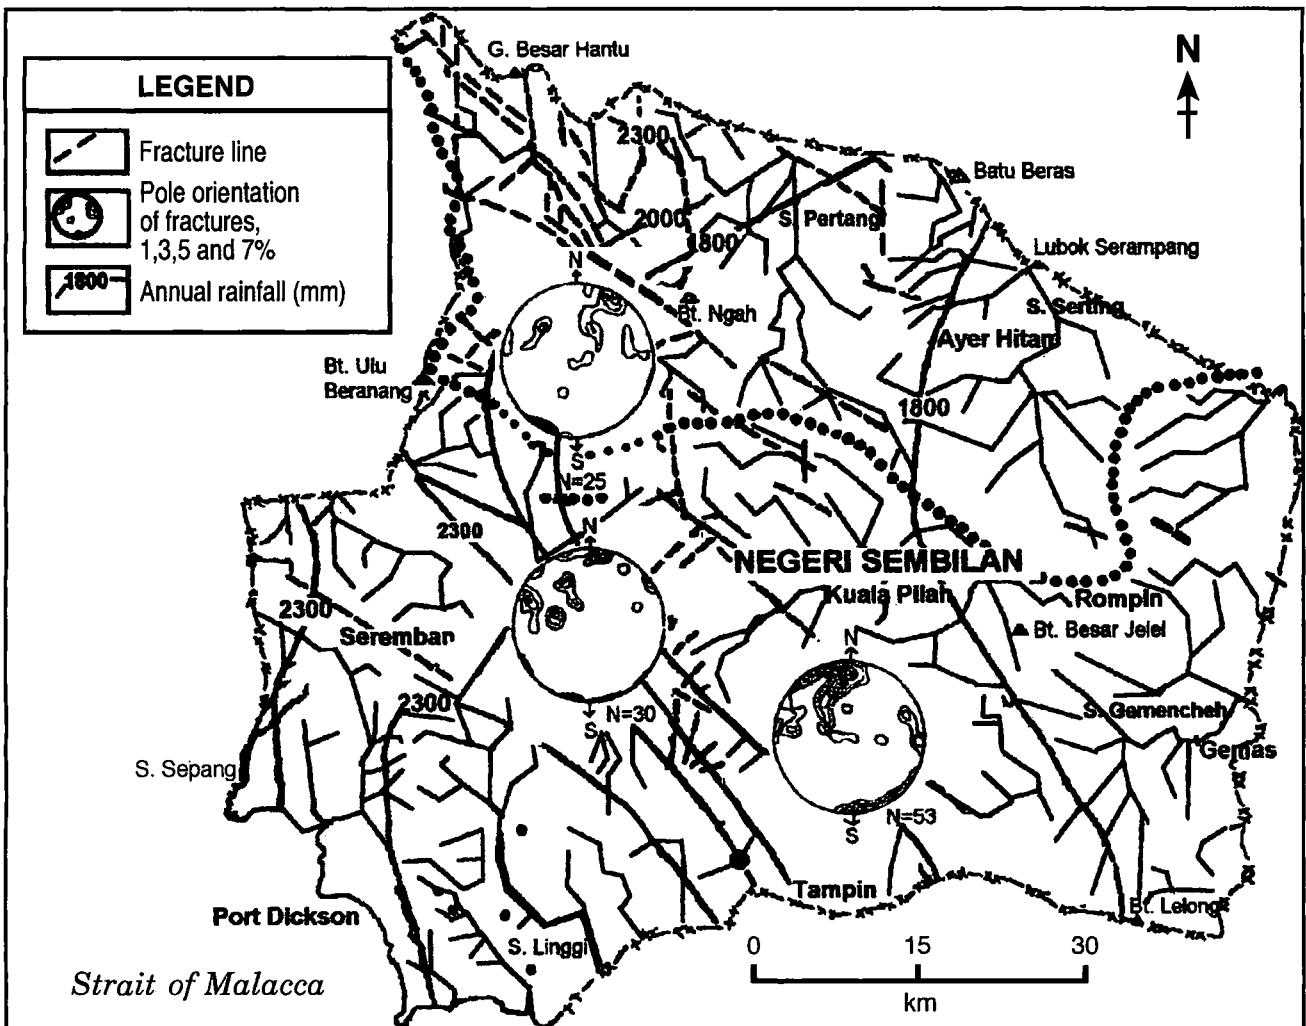 G. Besar Hantu
N
LEGEND
Fracture line
Pole orientation
of fractures,
1,3,5 and 7%
1800
Annual rainfall (mm)
2300
Batu Beras
2000
S. Pertang
1800
Lubok Serampang
N
S. Serting
Bt. Ngah
Ayer Hitam
Bt. Ulu
Beranang
1800
S
N=25
2300
N
NEGERI SEMBILAN
Kuala Pilah
Rompin
2300
Serembar
Bt. Besar Jelei
N
2300
N=30
S
S. Gemencheh
Gemas
S. Sepang
N=53
S
Tampin
Bt. Lelong
Port Dickson
S. Linggi
0 15 30
km
Strait of Malacca